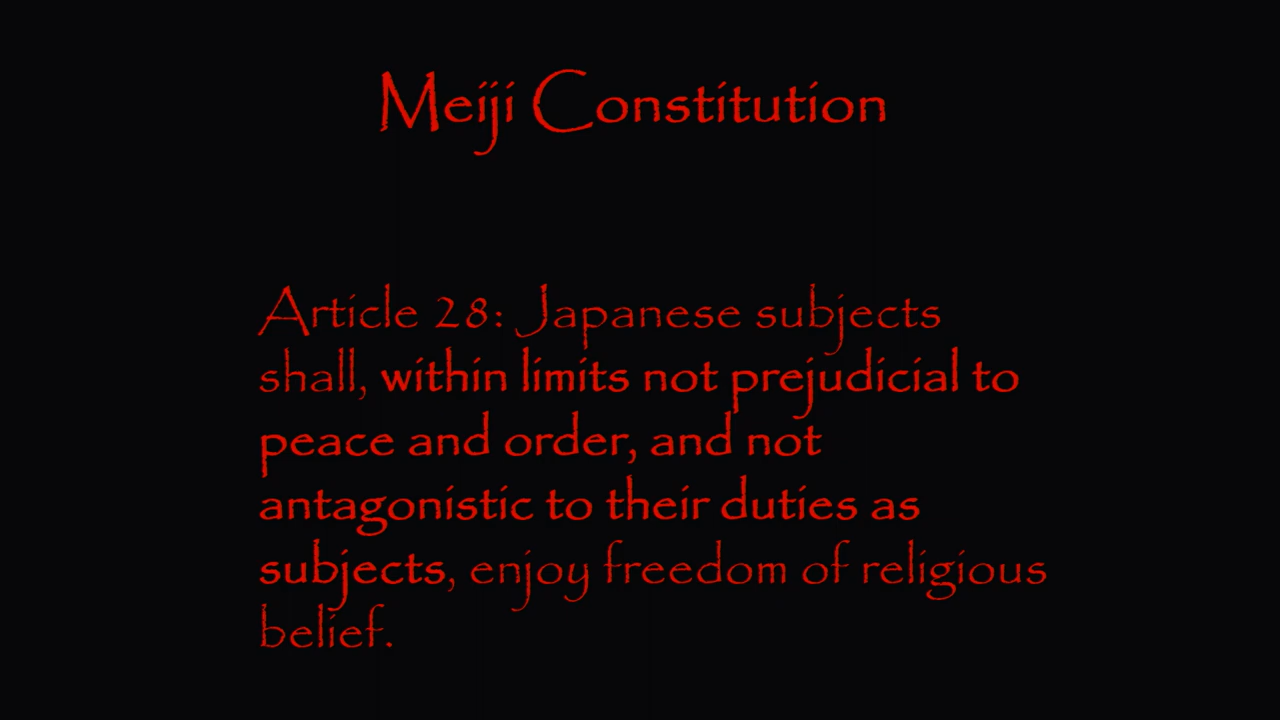 Meiji Constitution
Article 28: Japanese subjects
shall, within limits not prejudicial to
peace and order, and not
antagonistic to their duties as
subjects, enjoy freedom of religious
belief.